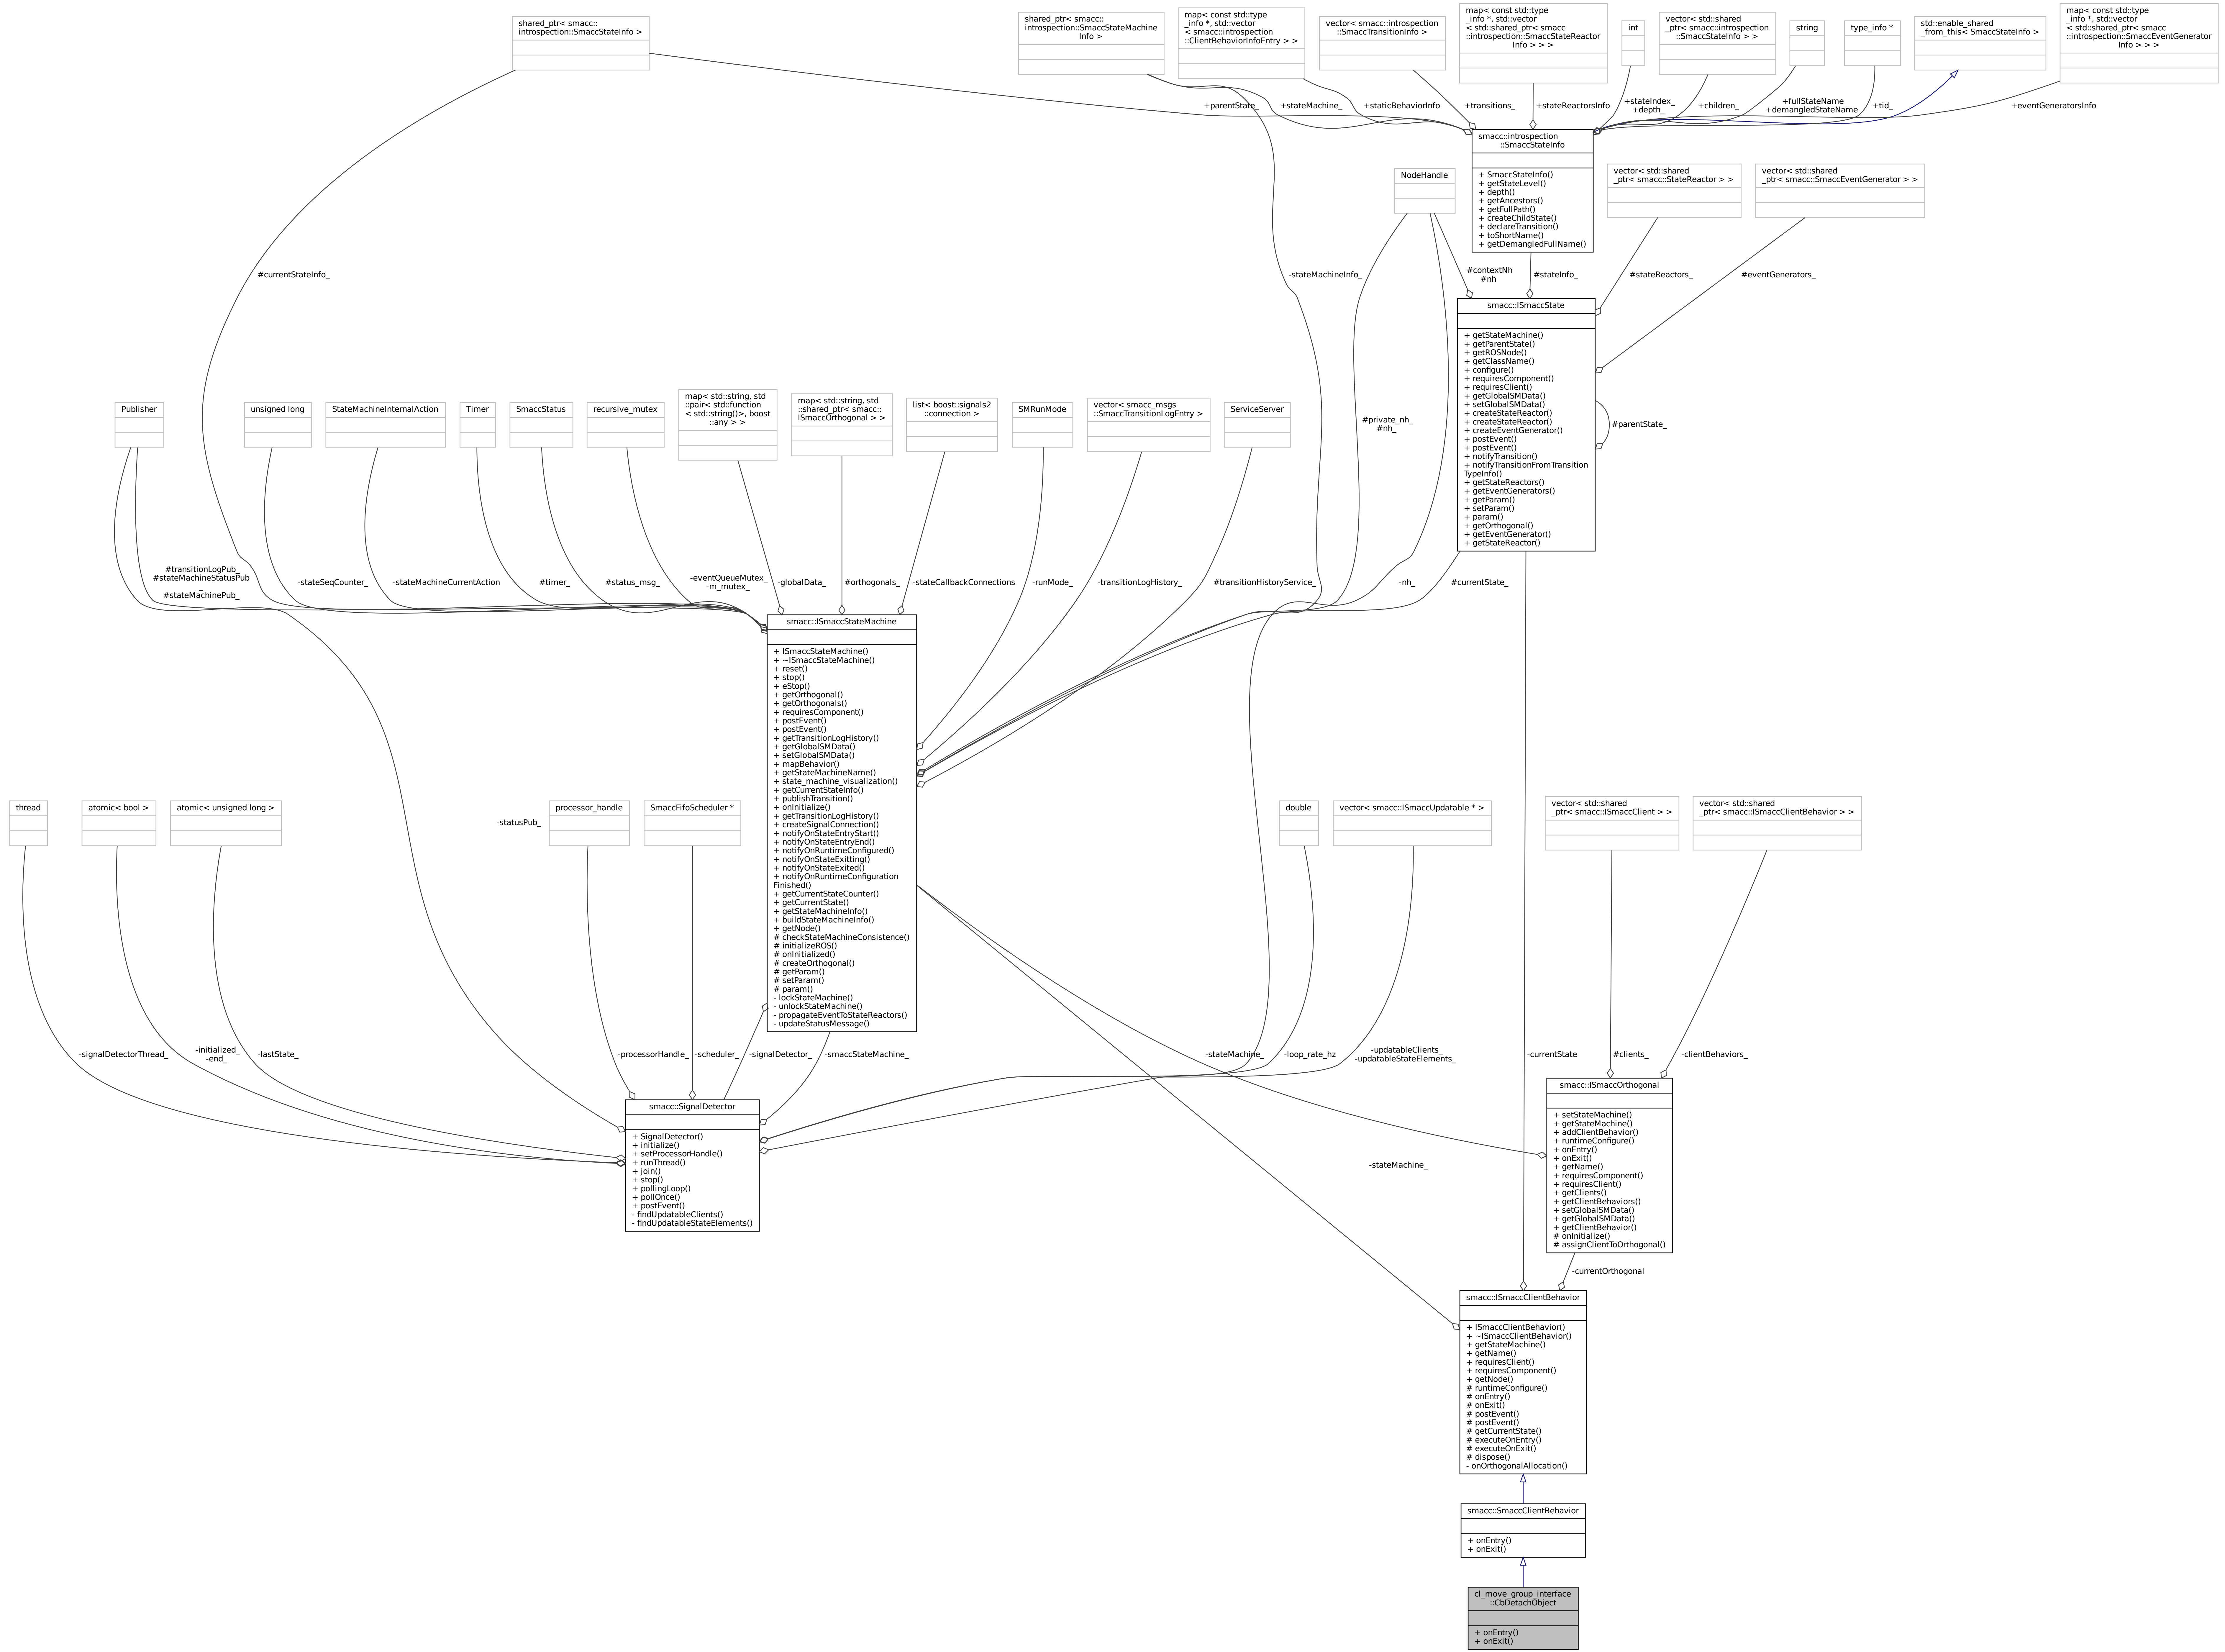 shared_ptr< smacc::
introspection::SmaccStateInfo >
shared_ptr< smacc::
introspection::SmaccStateMachine
Info >
map< const std::type
_info *, std::vector
< smacc::introspection
::ClientBehaviorInfoEntry > >
vector< smacc::introspection
::SmaccTransitionInfo >
map< const std::type
_info *, std::vector
< std::shared_ptr< smacc
::introspection::SmaccStateReactor
Info > > >
int
vector< std::shared
_ptr< smacc::introspection
::SmaccStateInfo > >
string
type_info *
std::enable_shared
_from_this< SmaccStateInfo >
map< const std::type
_info *, std::vector
< std::shared_ptr< smacc
::introspection::SmaccEventGenerator
Info > > >
+parentState_
+stateMachine_
+staticBehaviorInfo
+transitions_
+stateReactorsInfo
+stateIndex_
+depth_
+children_
+fullStateName
+demangledStateName
+tid_
+eventGeneratorsInfo
smacc::introspection
::SmaccStateInfo
+ SmaccStateInfo()
+ getStateLevel()
+ depth()
+ getAncestors()
+ getFullPath()
+ createChildState()
+ declareTransition()
+ toShortName()
+ getDemangledFullName()
NodeHandle
vector< std::shared
_ptr< smacc::StateReactor > >
vector< std::shared
_ptr< smacc::SmaccEventGenerator > >
#currentStateInfo_
-stateMachineInfo_
#contextNh
#nh
#stateInfo_
#stateReactors_
#eventGenerators_
smacc::ISmaccState
+ getStateMachine()
+ getParentState()
+ getROSNode()
+ getClassName()
+ configure()
+ requiresComponent()
+ requiresClient()
+ getGlobalSMData()
+ setGlobalSMData()
+ createStateReactor()
+ createStateReactor()
+ createEventGenerator()
+ postEvent()
+ postEvent()
+ notifyTransition()
+ notifyTransitionFromTransition
TypeInfo()
+ getStateReactors()
+ getEventGenerators()
+ getParam()
+ setParam()
+ param()
+ getOrthogonal()
+ getEventGenerator()
+ getStateReactor()
#parentState_
Publisher
unsigned long
StateMachineInternalAction
Timer
SmaccStatus
recursive_mutex
map< std::string, std
::pair< std::function
< std::string()>, boost
::any > >
map< std::string, std
::shared_ptr< smacc::
ISmaccOrthogonal > >
list< boost::signals2
::connection >
SMRunMode
vector< smacc_msgs
::SmaccTransitionLogEntry >
ServiceServer
#private_nh_
#nh_
#transitionLogPub_
#stateMachineStatusPub
_
#stateMachinePub_
-stateSeqCounter_
-stateMachineCurrentAction
#timer_
#status_msg_
-eventQueueMutex_
-m_mutex_
-globalData_
#orthogonals_
-stateCallbackConnections
-runMode_
-transitionLogHistory_
#transitionHistoryService_
-nh_
#currentState_
smacc::ISmaccStateMachine
+ ISmaccStateMachine()
+ ~ISmaccStateMachine()
+ reset()
+ stop()
+ eStop()
+ getOrthogonal()
+ getOrthogonals()
+ requiresComponent()
+ postEvent()
+ postEvent()
+ getTransitionLogHistory()
+ getGlobalSMData()
+ setGlobalSMData()
+ mapBehavior()
+ getStateMachineName()
+ state_machine_visualization()
+ getCurrentStateInfo()
+ publishTransition()
+ onInitialize()
+ getTransitionLogHistory()
+ createSignalConnection()
+ notifyOnStateEntryStart()
+ notifyOnStateEntryEnd()
+ notifyOnRuntimeConfigured()
+ notifyOnStateExitting()
+ notifyOnStateExited()
+ notifyOnRuntimeConfiguration
Finished()
+ getCurrentStateCounter()
+ getCurrentState()
+ getStateMachineInfo()
+ buildStateMachineInfo()
+ getNode()
# checkStateMachineConsistence()
# initializeROS()
# onInitialized()
# createOrthogonal()
# getParam()
# setParam()
# param()
- lockStateMachine()
- unlockStateMachine()
- propagateEventToStateReactors()
- updateStatusMessage()
thread
atomic< bool >
atomic< unsigned long >
-statusPub_
processor_handle
SmaccFifoScheduler *
double
vector< smacc::ISmaccUpdatable * >
vector< std::shared
_ptr< smacc::ISmaccClient > >
vector< std::shared
_ptr< smacc::ISmaccClientBehavior > >
-signalDetectorThread_
-initialized_
-end_
-lastState_
-processorHandle_
-scheduler_
-signalDetector_
-smaccStateMachine_
-stateMachine_
-loop_rate_hz
-updatableClients_
-updatableStateElements_
-currentState
#clients_
-clientBehaviors_
smacc::SignalDetector
+ SignalDetector()
+ initialize()
+ setProcessorHandle()
+ runThread()
+ join()
+ stop()
+ pollingLoop()
+ pollOnce()
+ postEvent()
- findUpdatableClients()
- findUpdatableStateElements()
-stateMachine_
smacc::ISmaccOrthogonal
+ setStateMachine()
+ getStateMachine()
+ addClientBehavior()
+ runtimeConfigure()
+ onEntry()
+ onExit()
+ getName()
+ requiresComponent()
+ requiresClient()
+ getClients()
+ getClientBehaviors()
+ setGlobalSMData()
+ getGlobalSMData()
+ getClientBehavior()
# onInitialize()
# assignClientToOrthogonal()
-currentOrthogonal
smacc::ISmaccClientBehavior
+ ISmaccClientBehavior()
+ ~ISmaccClientBehavior()
+ getStateMachine()
+ getName()
+ requiresClient()
+ requiresComponent()
+ getNode()
# runtimeConfigure()
# onEntry()
# onExit()
# postEvent()
# postEvent()
# getCurrentState()
# executeOnEntry()
# executeOnExit()
# dispose()
- onOrthogonalAllocation()
smacc::SmaccClientBehavior
+ onEntry()
+ onExit()
cl_move_group_interface
::CbDetachObject
+ onEntry()
+ onExit()